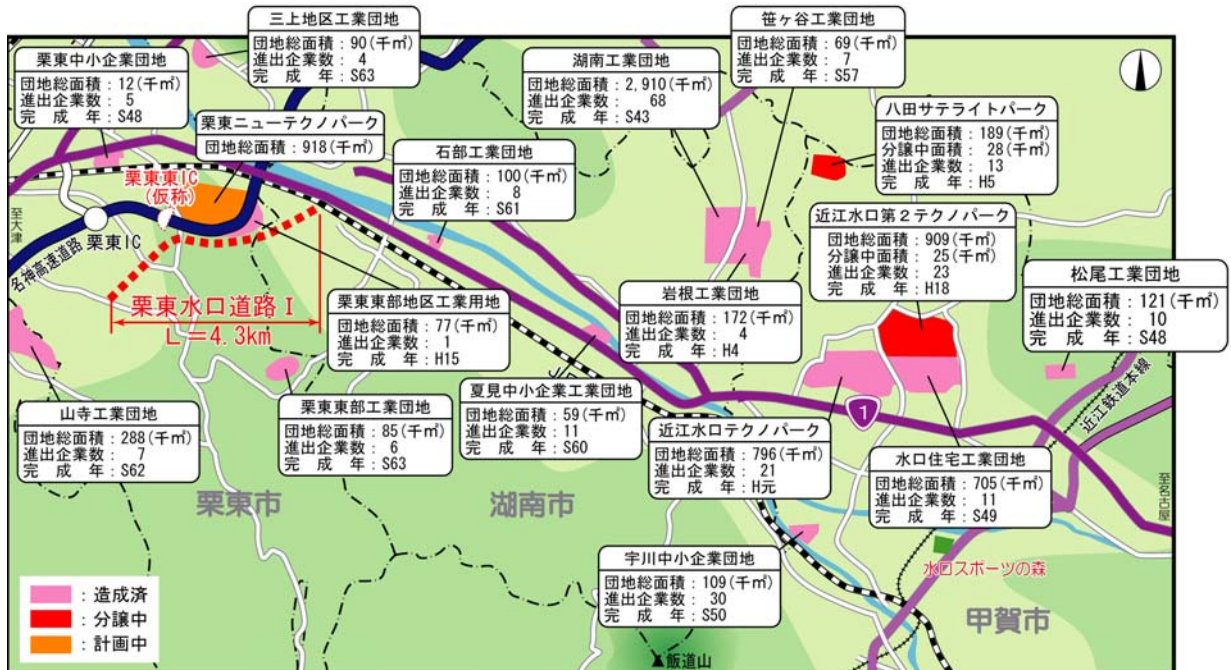 三上地区工業団地
団地総面積：90(千㎡)
進出企業数：4
完成年：S63
笹ヶ谷工業団地
団地総面積：69(千㎡)
進出企業数：7
完成年：S57
栗東中小企業団地
団地総面積：12(千㎡)
進出企業数：5
完成年：S48
湖南工業団地
団地総面積：2,910(千㎡)
進出企業数：68
完成年：S43
栗東ニューテクノパーク
団地総面積：918(千㎡)
八田サテライトパーク
団地総面積：189(千㎡)
分譲中面積：28(千㎡)
進出企業数：13
完成年：H5
石部工業団地
団地総面積：100(千㎡)
進出企業数：8
完成年：S61
栗東東IC
(仮称)
至大津
栗東IC
名神高速道路
近江水口第２テクノパーク
団地総面積：909(千㎡)
分譲中面積：25(千㎡)
進出企業数：23
完成年：H18
松尾工業団地
団地総面積：121(千㎡)
進出企業数：10
完成年：S48
栗東水口道路Ⅰ
L＝4.3km
栗東東部地区工業用地
団地総面積：77(千㎡)
進出企業数：1
完成年：H15
岩根工業団地
団地総面積：172(千㎡)
進出企業数：4
完成年：H4
近江鉄道本線
山寺工業団地
団地総面積：288(千㎡)
進出企業数：7
完成年：S62
栗東東部工業団地
団地総面積：85(千㎡)
進出企業数：6
完成年：S63
夏見中小企業工業団地
団地総面積：59(千㎡)
進出企業数：11
完成年：S60
1
近江水口テクノパーク
団地総面積：796(千㎡)
進出企業数：21
完成年：H元
水口住宅工業団地
団地総面積：705(千㎡)
進出企業数：11
完成年：S49
至名古屋
栗東市
湖南市
宇川中小企業団地
団地総面積：109(千㎡)
進出企業数：30
完成年：S50
水口スポーツの森
甲賀市
：造成済
：分譲中
：計画中
▲飯道山